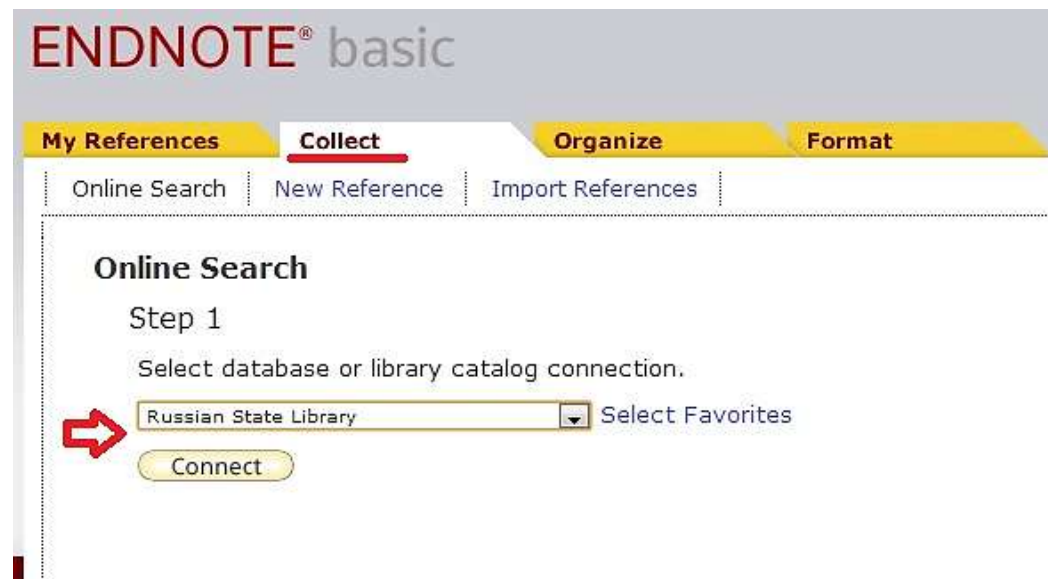 ENDNOTE® basic
My References Collect Organize Format
Online Search New Reference Import References
Online Search
Step 1
Select database or library catalog connection.
Russian State Library Select Favorites
Connect